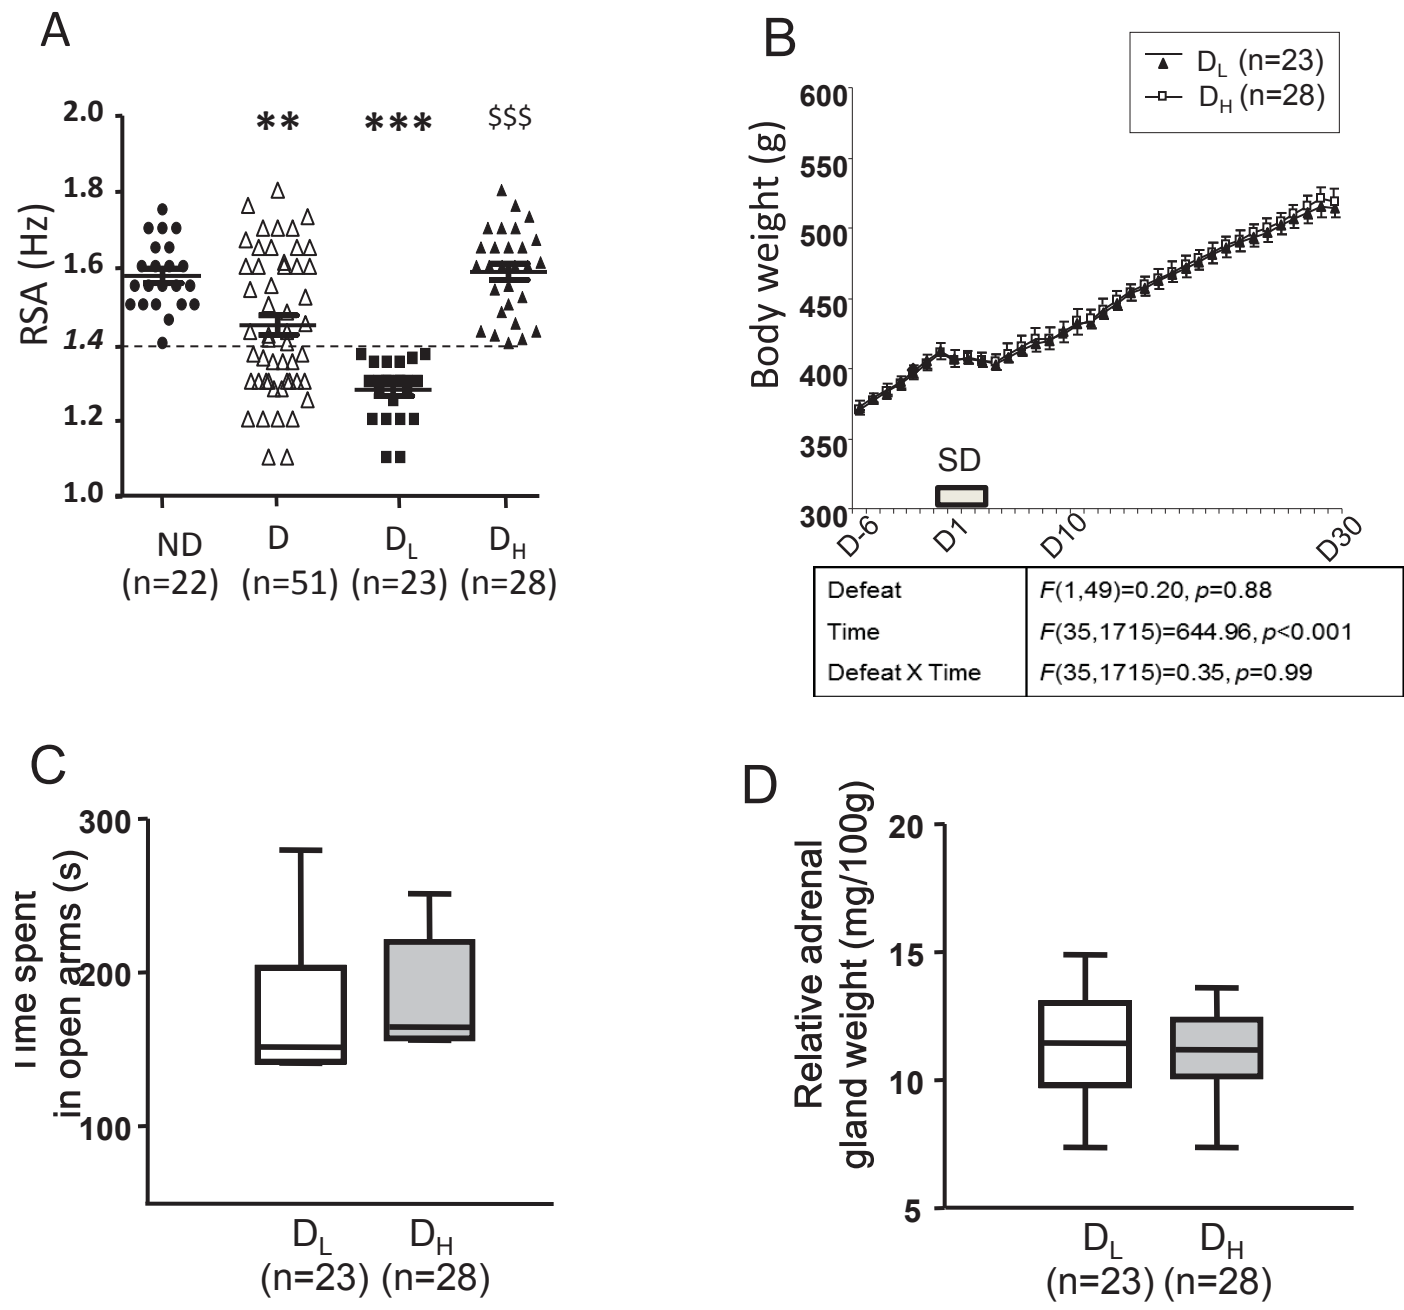 A
RSA (Hz)
2.0
1.8
1.6
1.4
1.2
1.0
** *** $$$
ND D DL DH
(n=22) (n=51) (n=23) (n=28)
B
DL (n=23)
DH (n=28)
Body weight (g)
600
550
500
450
400
350
300
SD
D-6 D1 D10 D30
Defeat F(1,49)=0.20, p=0.88
Time F(35,1715)=644.96, p<0.001
Defeat X Time F(35,1715)=0.35, p=0.99
C
Time spent
in open arms (s)
300
200
100
DL DH
(n=23) (n=28)
D
Relative adrenal
gland weight (mg/100g)
20
15
10
5
DL DH
(n=23) (n=28)